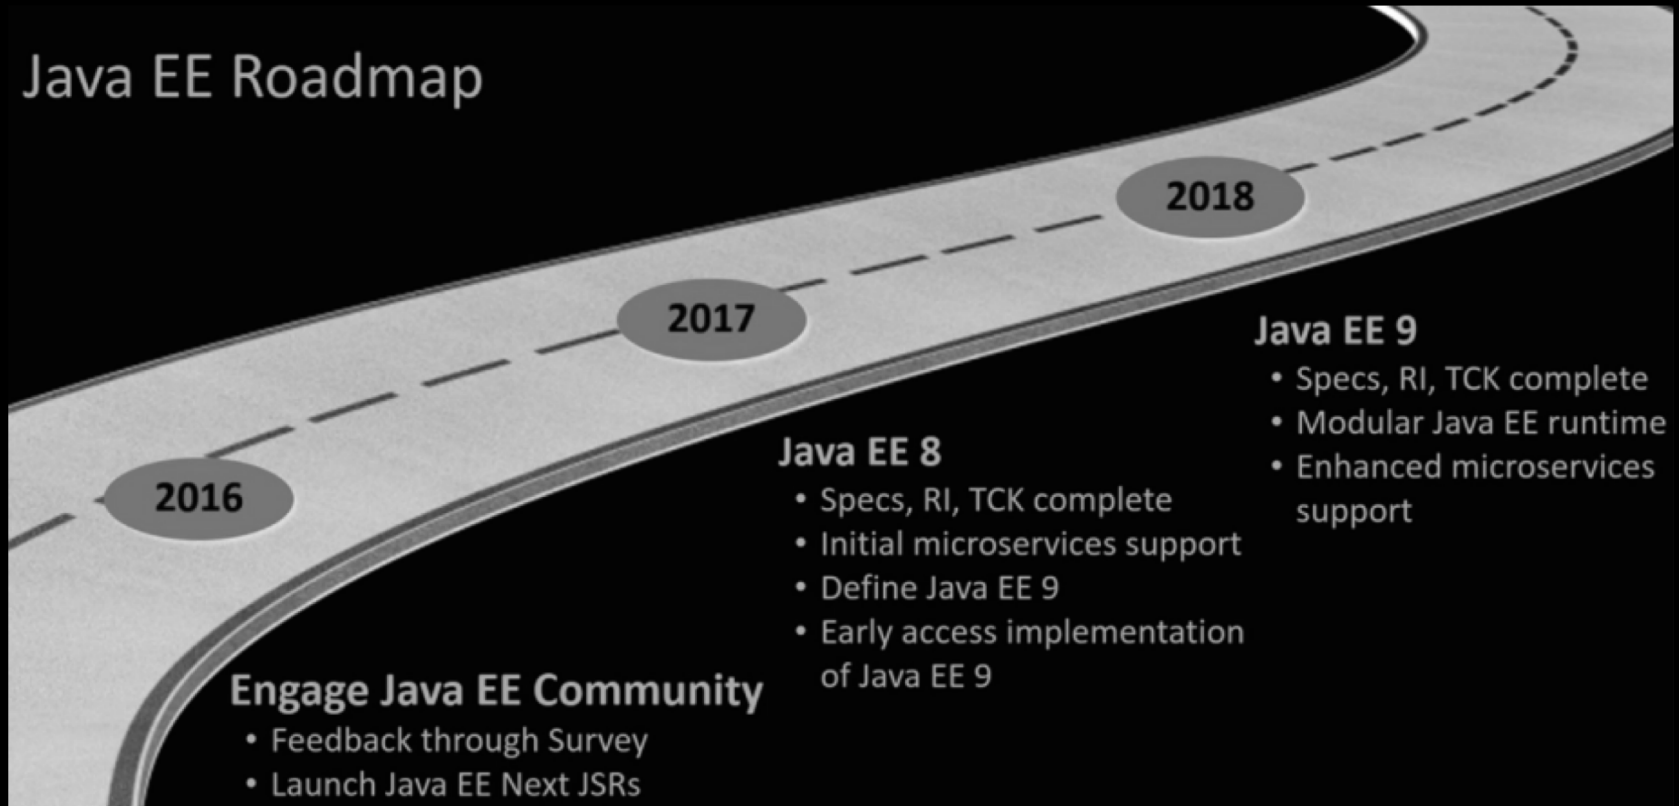 Java EE Roadmap
2016
Engage Java EE Community
• Feedback through Survey
• Launch Java EE Next JSRs
2017
Java EE 8
• Specs, RI, TCK complete
• Initial microservices support
• Define Java EE 9
• Early access implementation
of Java EE 9
2018
Java EE 9
• Specs, RI, TCK complete
• Modular Java EE runtime
• Enhanced microservices
support